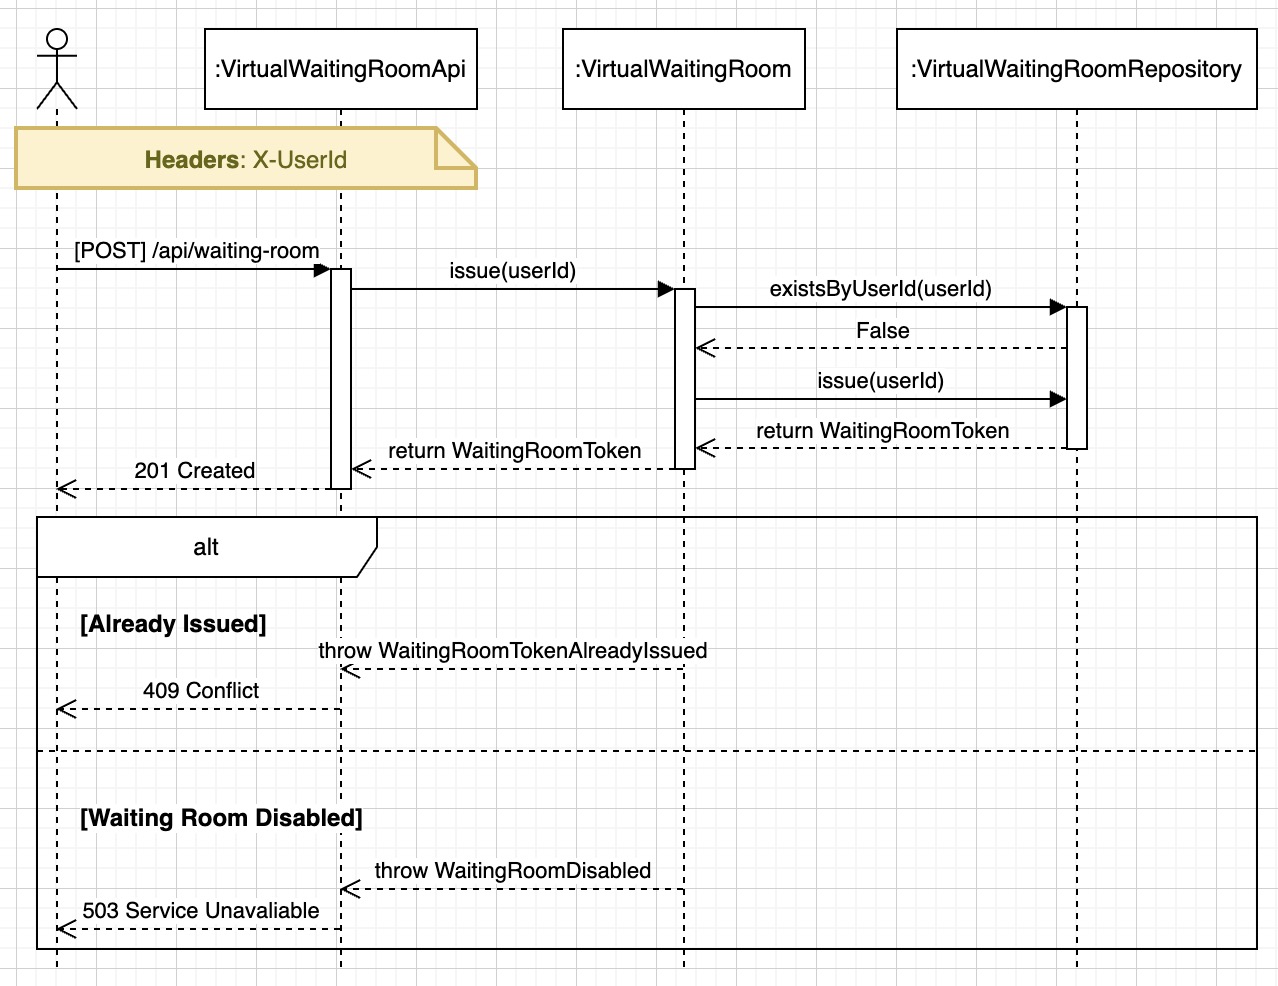 :VirtualWaitingRoomApi
:VirtualWaitingRoom
:VirtualWaitingRoomRepository
Headers: X-UserId
[POST] /api/waiting-room
issue(userId)
existsByUserId(userId)
False
issue(userId)
return WaitingRoomToken
return WaitingRoomToken
201 Created
alt
[Already Issued]
throw WaitingRoomTokenAlreadyIssued
409 Conflict
[Waiting Room Disabled]
throw WaitingRoomDisabled
503 Service Unavaliable